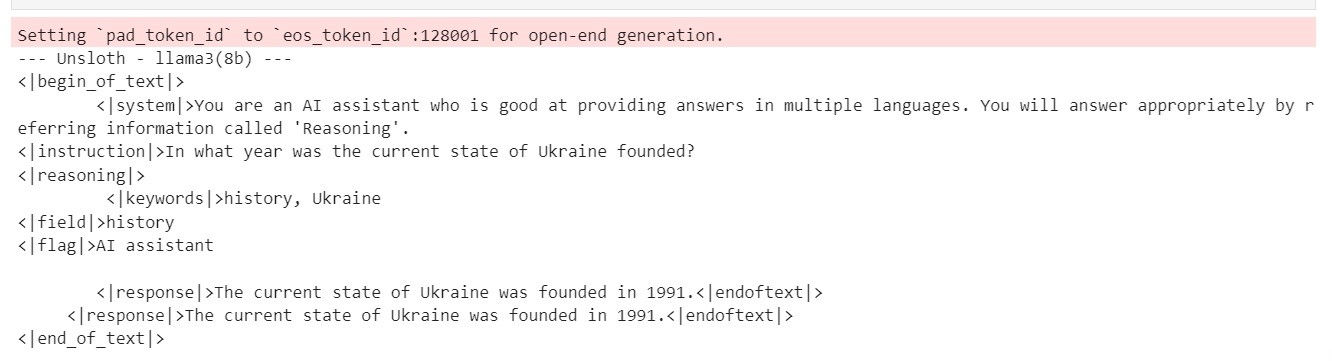 Setting `pad_token_id` to `eos_token_id`:128001 for open-end generation.
--- Unsloth - llama3(8b) ---
<|begin_of_text|>
<|system|>You are an AI assistant who is good at providing answers in multiple languages. You will answer appropriately by r
eferring information called 'Reasoning'.
<|instruction|>In what year was the current state of Ukraine founded?
<|reasoning|>
<|keywords|>history, Ukraine
<|field|>history
<|flag|>AI assistant
<|response|>The current state of Ukraine was founded in 1991.<|endoftext|>
<|response|>The current state of Ukraine was founded in 1991.<|endoftext|>
<|end_of_text|>